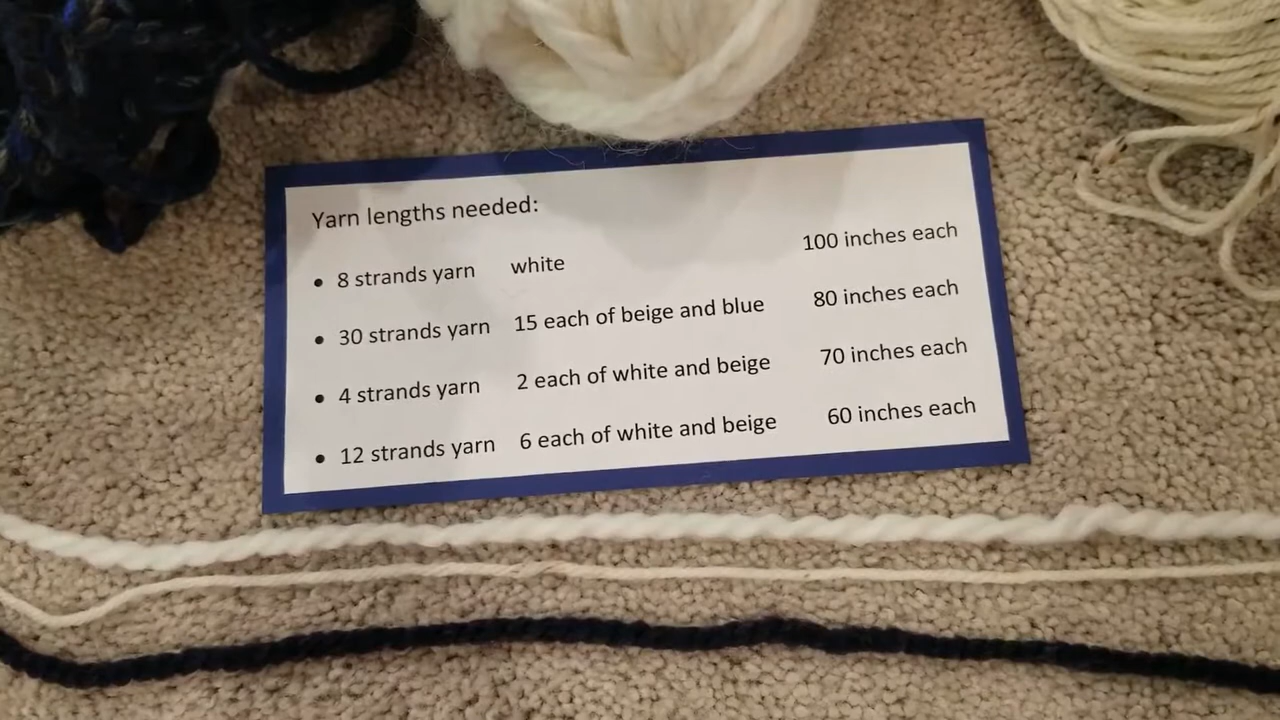 Yarn lengths needed:
• 8 strands yarn white 100 inches each
• 30 strands yarn 15 each of beige and blue 80 inches each
• 4 strands yarn 2 each of white and beige 70 inches each
• 12 strands yarn 6 each of white and beige 60 inches each